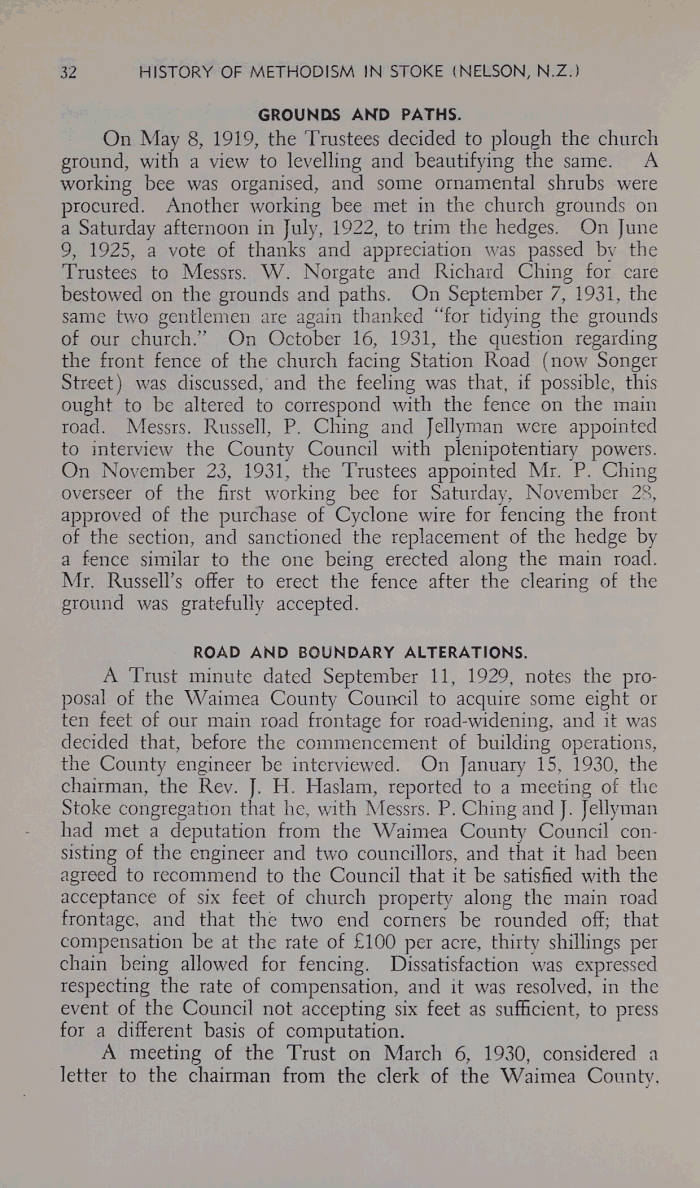 32 HISTORY OF METHODISM IN STOKE (NELSON, N.Z.)
GROUNDS AND PATHS.
On May 8, 1919, the Trustees decided to plough the church
ground, with a view to levelling and beautifying the same. A
working bee was organised, and some ornamental shrubs were
procured. Another working bee met in the church grounds on
a Saturday afternoon in July, 1922, to trim the hedges. On June
9, 1925, a vote of thanks and appreciation was passed by the
Trustees to Messrs. W. Norgate and Richard Ching for care
bestowed on the grounds and paths. On September 7, 1931, the
same two gentlemen are again thanked “for tidying the grounds
of our church.” On October 16, 1931, the question regarding
the front fence of the church facing Station Road (now Songer
Street) was discussed, and the feeling was that, if possible, this
ought to be altered to correspond with the fence on the main
road. Messrs. Russell, P. Ching and Jellyman were appointed
to interview the County Council with plenipotentiary powers.
On November 23, 1931, the Trustees appointed Mr. P. Ching
overseer of the first working bee for Saturday, November 28,
approved of the purchase of Cyclone wire for fencing the front
of the section, and sanctioned the replacement of the hedge by
a fence similar to the one being erected along the main road.
Mr. Russell’s offer to erect the fence after the clearing of the
ground was gratefully accepted.
ROAD AND BOUNDARY ALTERATIONS.
A Trust minute dated September 11, 1929, notes the pro-
posal of the Waimea County Council to acquire some eight or
ten feet of our main road frontage for road-widening, and it was
decided that, before the commencement of building operations,
the County engineer be interviewed. On January 15, 1930, the
chairman, the Rev. J. H. Haslam, reported to a meeting of the
Stoke congregation that he, with Messrs. P. Ching and J. Jellyman
had met a deputation from the Waimea County Council con-
sisting of the engineer and two councillors, and that it had been
agreed to recommend to the Council that it be satisfied with the
acceptance of six feet of church property along the main road
frontage, and that the two end corners be rounded off; that
compensation be at the rate of £100 per acre, thirty shillings per
chain being allowed for fencing. Dissatisfaction was expressed
respecting the rate of compensation, and it was resolved, in the
event of the Council not accepting six feet as sufficient, to press
for a different basis of computation.
A meeting of the Trust on March 6, 1930, considered a
letter to the chairman from the clerk of the Waimea County,